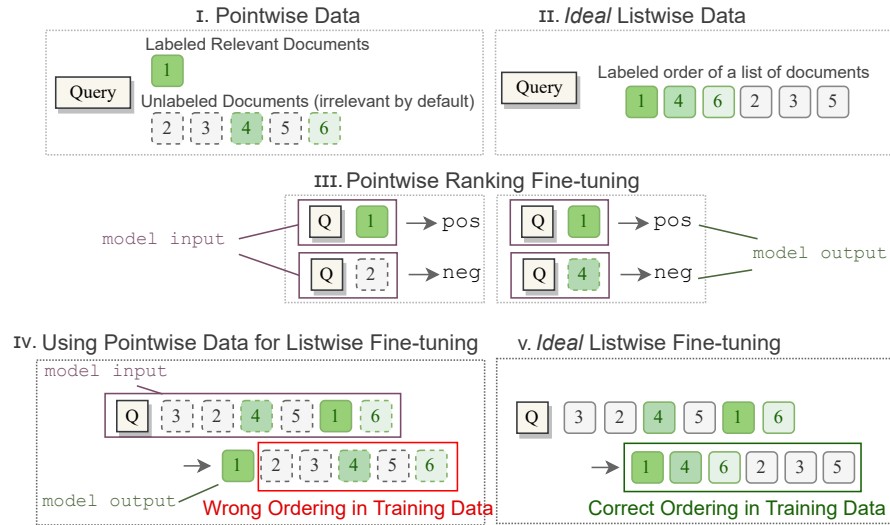 I. Pointwise Data
Labeled Relevant Documents
1
Query
Unlabeled Documents (irrelevant by default)
2 3 4 5 6
II. Ideal Listwise Data
Labeled order of a list of documents
Query
1 4 6 2 3 5
III. Pointwise Ranking Fine-tuning
model input
Q 1 pos
Q 2 neg
Q 1 pos
Q 4 neg
model output
IV. Using Pointwise Data for Listwise Fine-tuning
model input
Q 3 2 4 5 1 6
1 2 3 4 5 6
model output
Wrong Ordering in Training Data
V. Ideal Listwise Fine-tuning
Q 3 2 4 5 1 6
1 4 6 2 3 5
Correct Ordering in Training Data